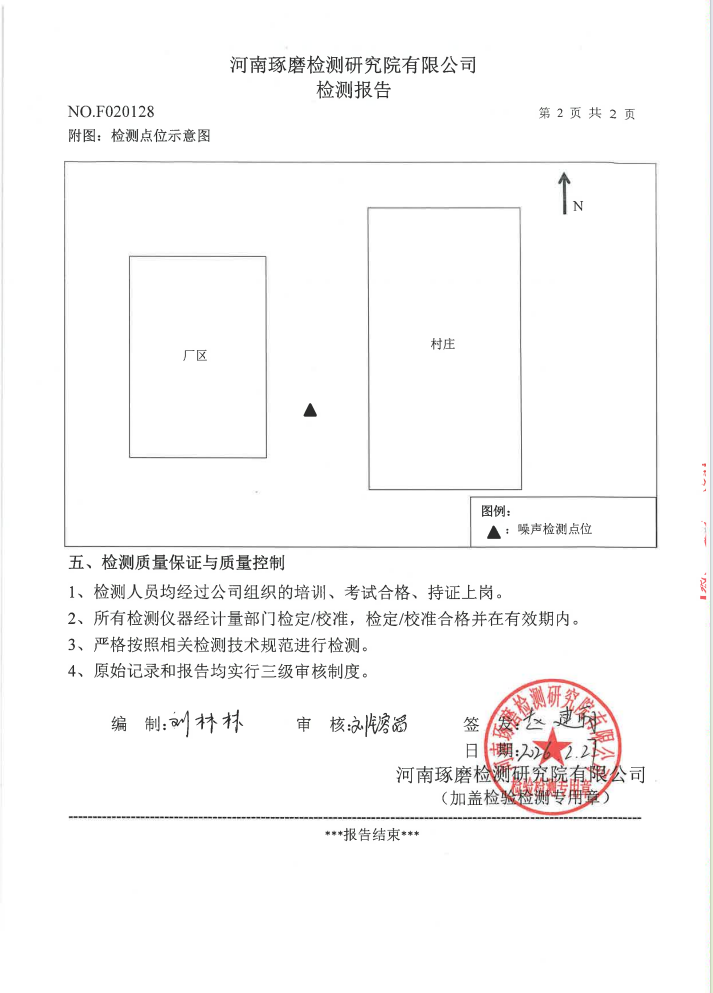 河南琢磨检测研究院有限公司
检测报告
NO.F020128
第 2 页 共 2 页
附图：检测点位示意图
N
厂区
村庄
图例：
▲：噪声检测点位
五、检测质量保证与质量控制
1、检测人员均经过公司组织的培训、考试合格、持证上岗。
2、所有检测仪器经计量部门检定/校准，检定/校准合格并在有效期内。
3、严格按照相关检测技术规范进行检测。
4、原始记录和报告均实行三级审核制度。
编 制:刘林林 审 核: 签 发:
日 期:2026.2.27
河南琢磨检测研究院有限公司
（加盖检验检测专用章）
河南琢磨检测研究院有限公司
检验检测专用章
***报告结束***